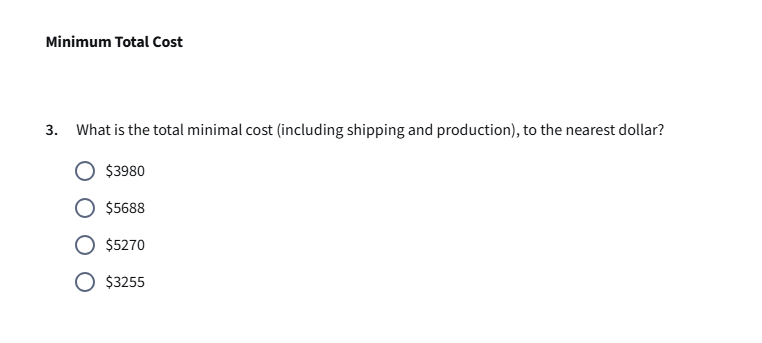 Minimum Total Cost
3. What is the total minimal cost (including shipping and production), to the nearest dollar?
$3980
$5688
$5270
$3255